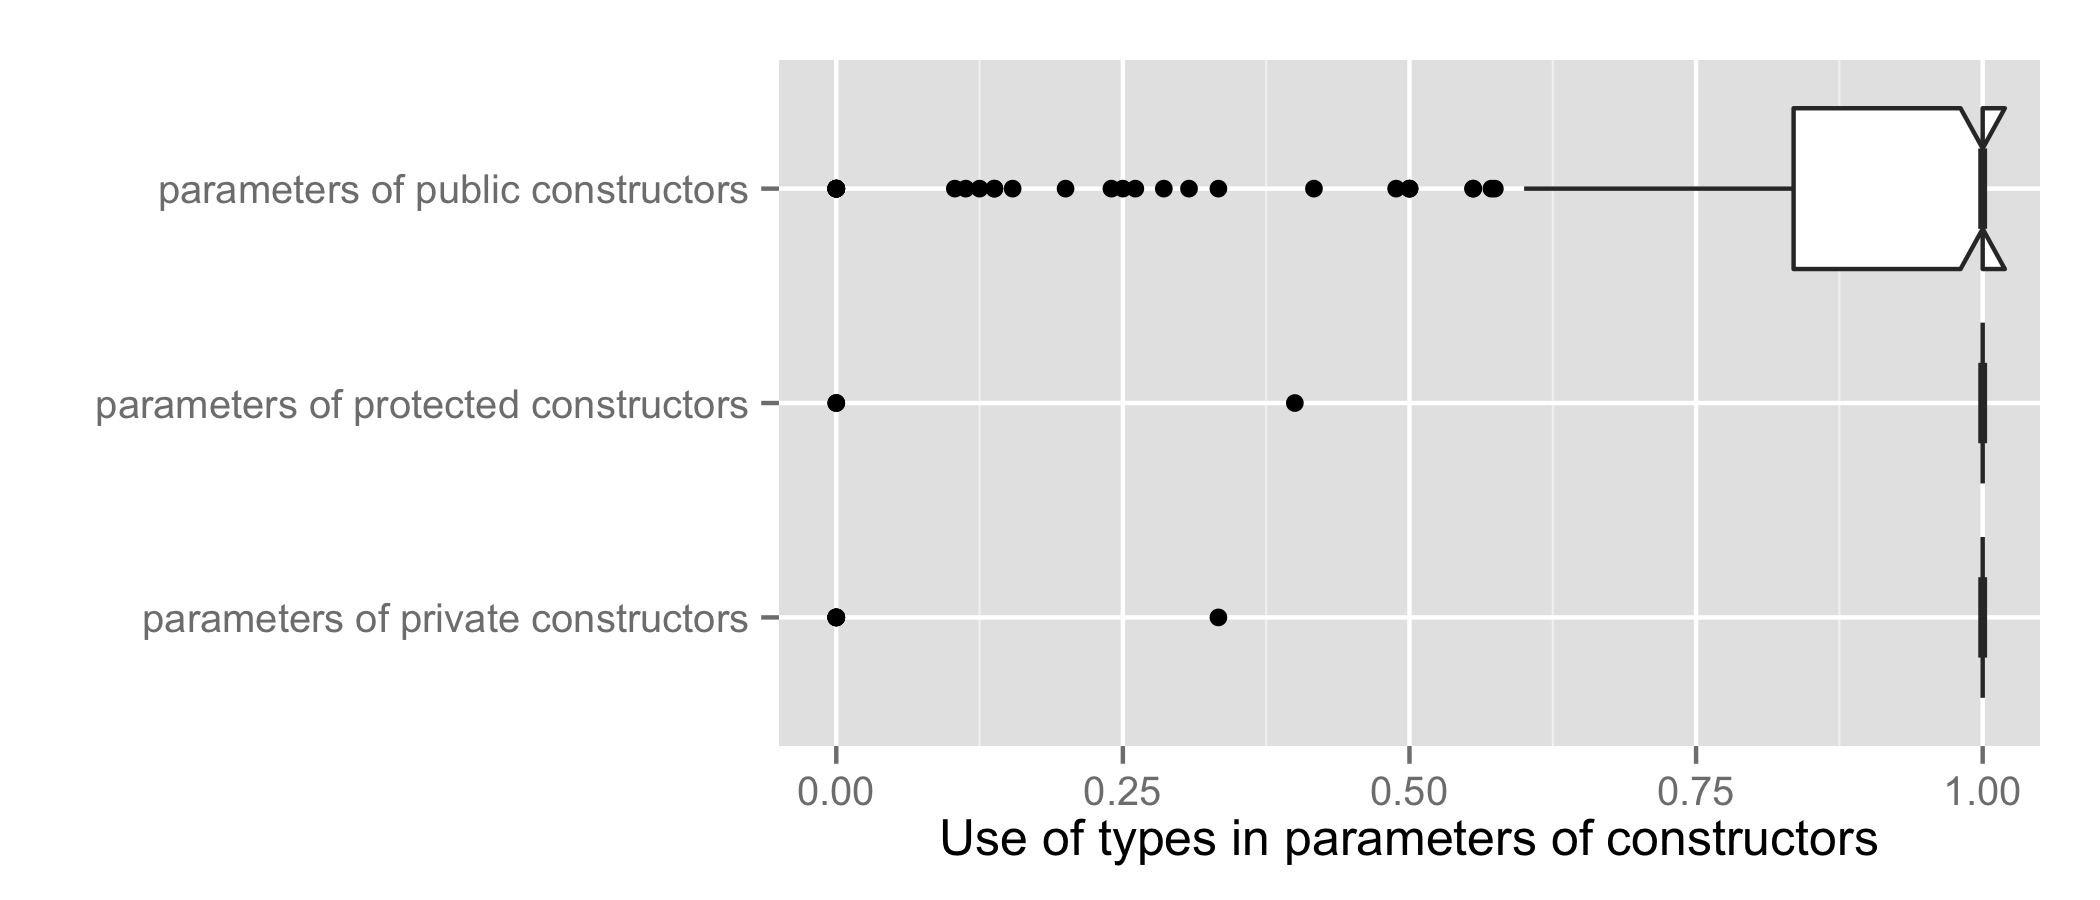 parameters of public constructors
parameters of protected constructors
parameters of private constructors
0.00 0.25 0.50 0.75 1.00
Use of types in parameters of constructors